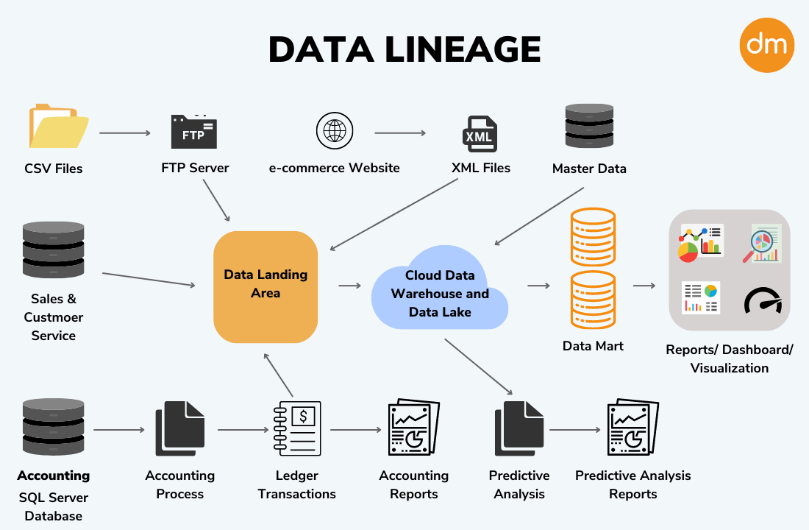 DATA LINEAGE
dm
FTP
XML
CSV Files
FTP Server
e-commerce Website
XML Files
Master Data
Data Landing
Area
Cloud Data
Warehouse and
Data Lake
Sales &
Custmoer
Service
Data Mart
Reports/ Dashboard/
Visualization
$
Accounting
SQL Server
Database
Accounting
Process
Ledger
Transactions
Accounting
Reports
Predictive
Analysis
Predictive Analysis
Reports